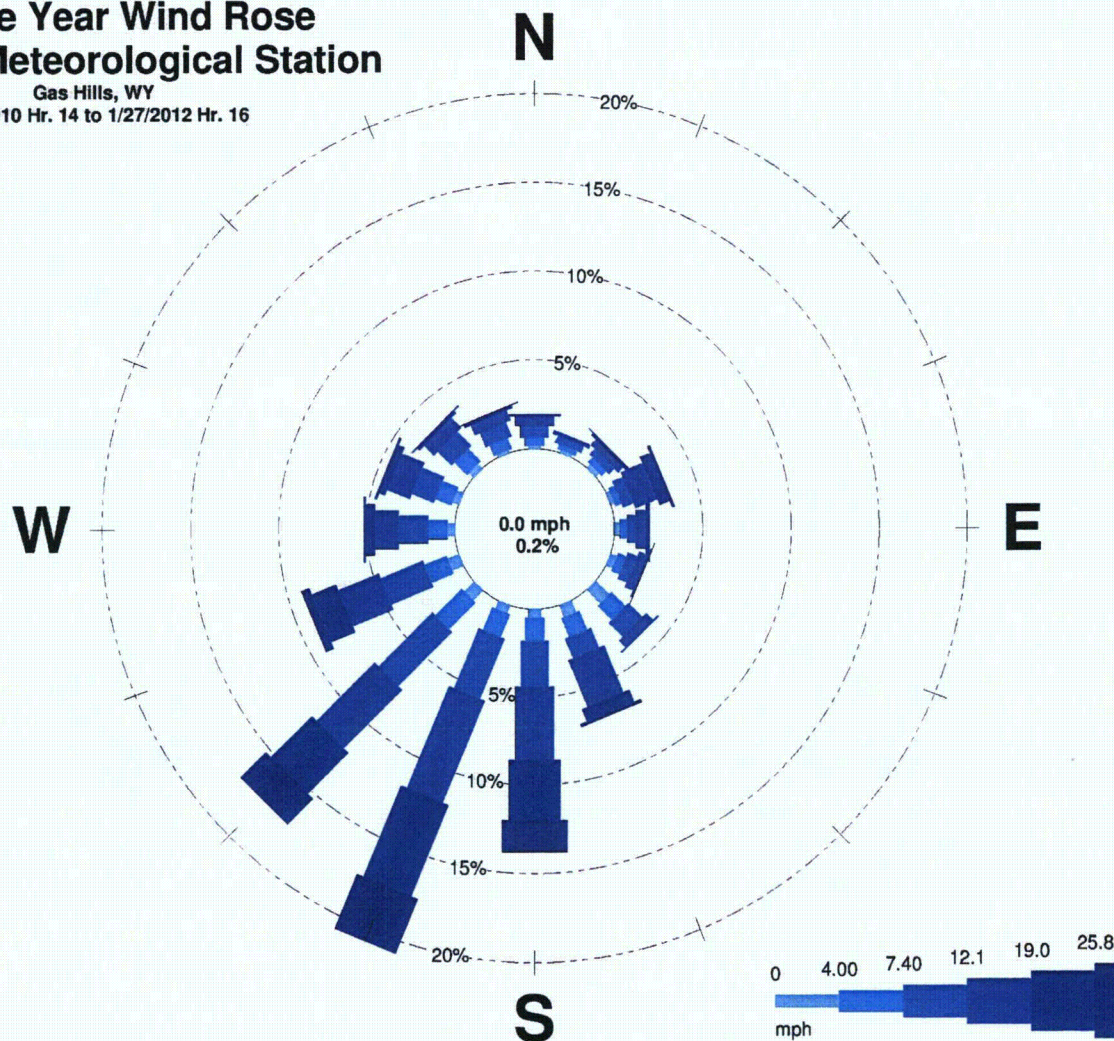 e Year Wind Rose
Meteorological Station
Gas Hills, WY
10 Hr. 14 to 1/27/2012 Hr. 16
N
20%
15%
10%
5%
W
0.0 mph
0.2%
E
5%
10%
15%
20%
S
0 4.00 7.40 12.1 19.0 25.8
mph